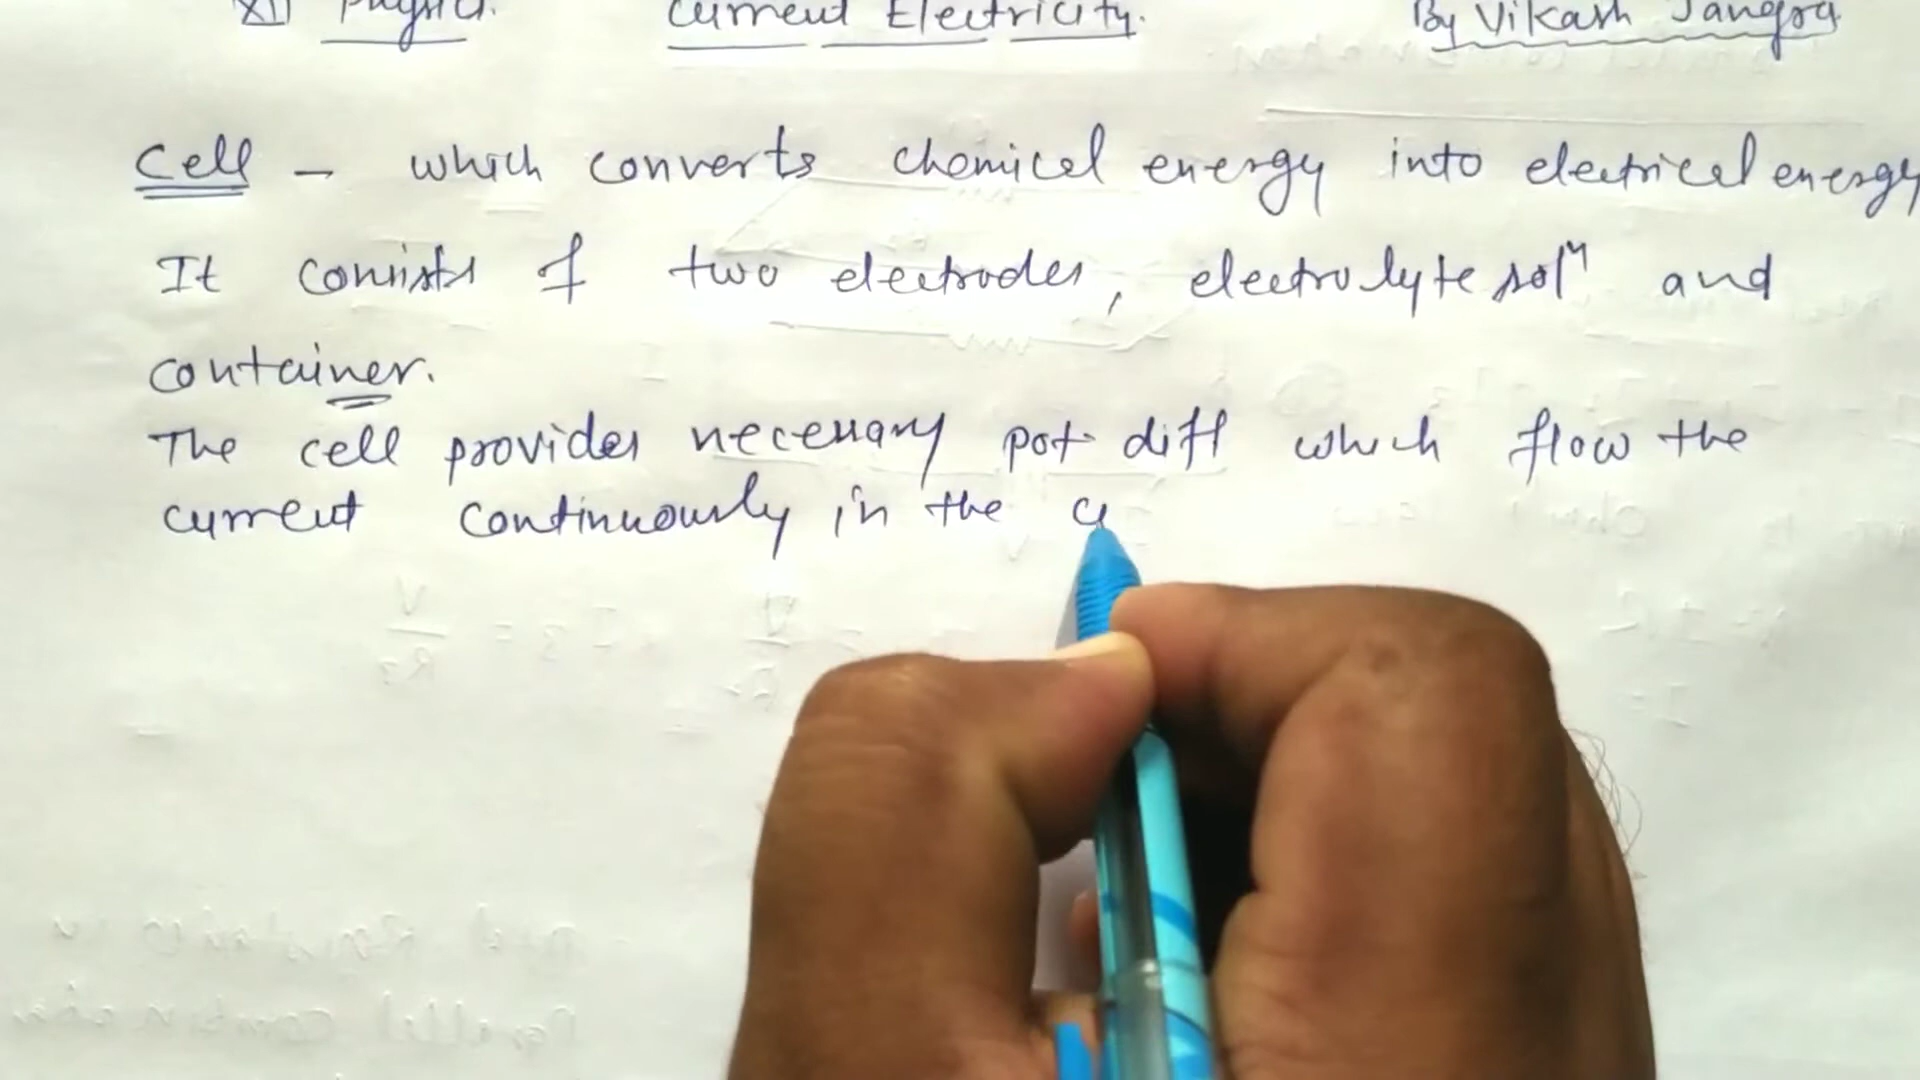 XII Physics. Current Electricity. By Vikash Jangra
Cell - which converts chemical energy into electrical energy
It consists of two electrodes, electrolyte solⁿ and
container.
The cell provides necessary pot. diff which flow the
current continuously in the